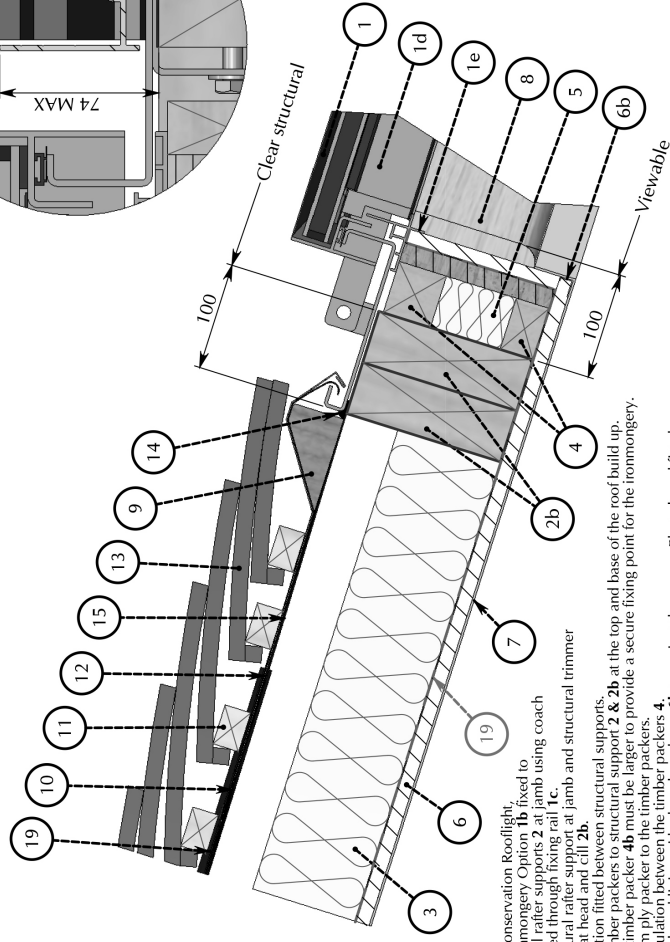 74 MAX
Clear structural
100
1
1d
1e
8
5
6b
Viewable
100
14
9
13
15
12
11
10
19
4
2b
7
19
6
3
onservation Rooflight,
nmongery Option 1b fixed to
l rafter supports 2 at jamb using coach
ed through fixing rail 1c.
ural rafter support at jamb and structural trimmer
at head and cill 2b.
tion fitted between structural supports.
nber packers to structural support 2 & 2b at the top and base of the roof build up.
imber packer 4b must be larger to provide a secure fixing point for the ironmongery.
m ply packer to the timber packers.
ulation between the timber packers 4.